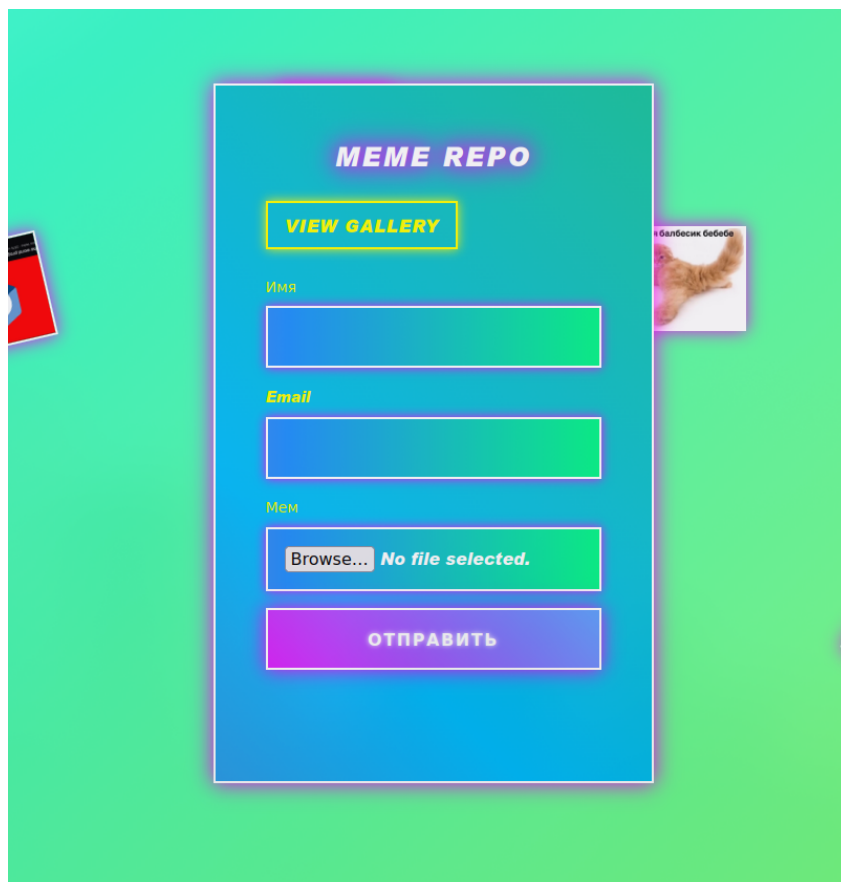 MEME REPO
VIEW GALLERY
Имя
балбесик бебебе
Email
Мем
Browse... No file selected.
ОТПРАВИТЬ